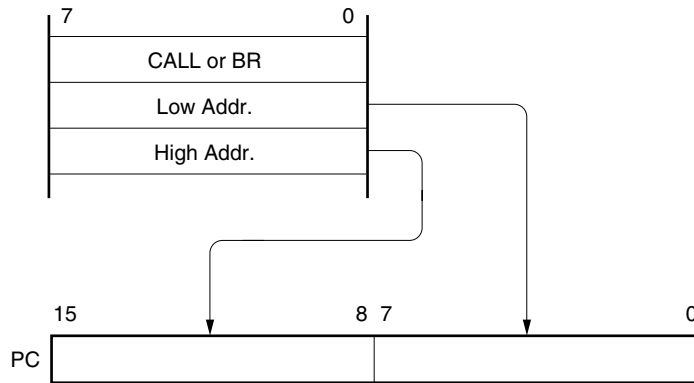 7 0
CALL or BR
Low Addr.
High Addr.
15 8 7 0
PC